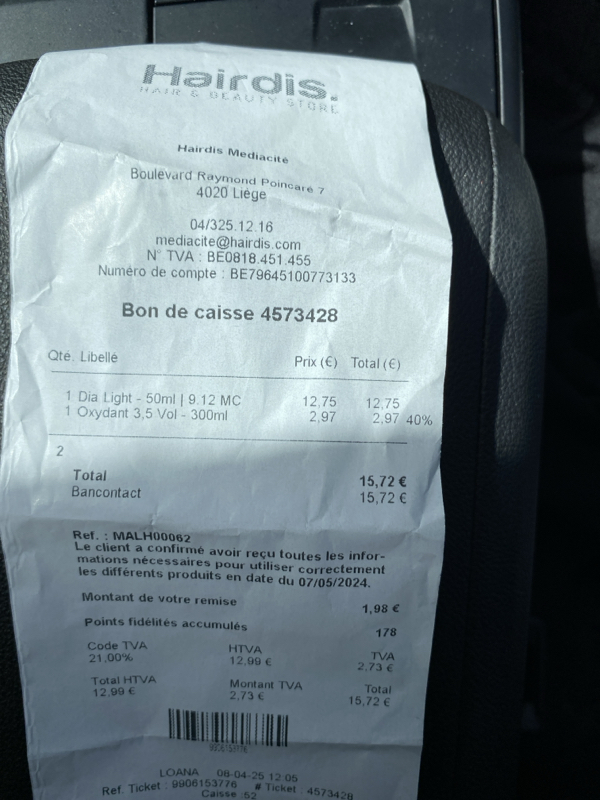 Hairdis.
HAIR & BEAUTY STORE
Hairdis Mediacité
Boulevard Raymond Poincaré 7
4020 Liège
04/325.12.16
mediacite@hairdis.com
N° TVA : BE0818.451.455
Numéro de compte : BE79645100773133
Bon de caisse 4573428
Qté. Libellé Prix (€) Total (€)
1 Dia Light - 50ml | 9.12 MC 12,75 12,75
1 Oxydant 3,5 Vol - 300ml 2,97 2,97 40%
2
Total 15,72 €
Bancontact 15,72 €
Ref. : MALH00062
Le client a confirmé avoir reçu toutes les infor-
mations nécessaires pour utiliser correctement
les différents produits en date du 07/05/2024.
Montant de votre remise 1,98 €
Points fidélités accumulés 178
Code TVA HTVA TVA
21,00% 12,99 € 2,73 €
Total HTVA Montant TVA Total
12,99 € 2,73 € 15,72 €
LOANA 08-04-25 12:05
Ref. Ticket : 9906153776 # Ticket : 4573428
Caisse :52